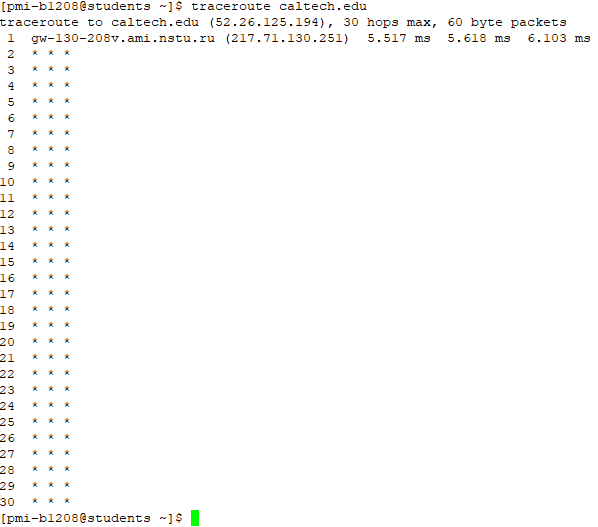 [pmi-b1208@students ~]$ traceroute caltech.edu
traceroute to caltech.edu (52.26.125.194), 30 hops max, 60 byte packets
 1  gw-130-208v.ami.nstu.ru (217.71.130.251)  5.517 ms  5.618 ms  6.103 ms
 2  * * *
 3  * * *
 4  * * *
 5  * * *
 6  * * *
 7  * * *
 8  * * *
 9  * * *
10  * * *
11  * * *
12  * * *
13  * * *
14  * * *
15  * * *
16  * * *
17  * * *
18  * * *
19  * * *
20  * * *
21  * * *
22  * * *
23  * * *
24  * * *
25  * * *
26  * * *
27  * * *
28  * * *
29  * * *
30  * * *
[pmi-b1208@students ~]$